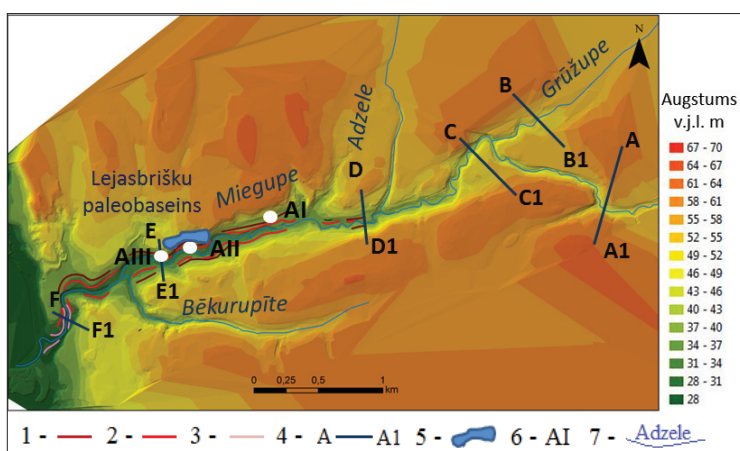 N
Augstums
v.j.l. m
67 - 70
64 - 67
61 - 64
58 - 61
55 - 58
52 - 55
49 - 52
46 - 49
43 - 46
40 - 43
37 - 40
34 - 37
31 - 34
28 - 31
28
Grūžupe
B
B1
A
A1
C
C1
Adzele
D
D1
Lejasbrišku
paleobaseins
Miegupe
AI
E
AII
AIII
E1
Bēkurupīte
F
F1
0 0,25 0,5 1
km
1 - 2 - 3 - 4 - A A1 5 - 6 - AI 7 - Adzele